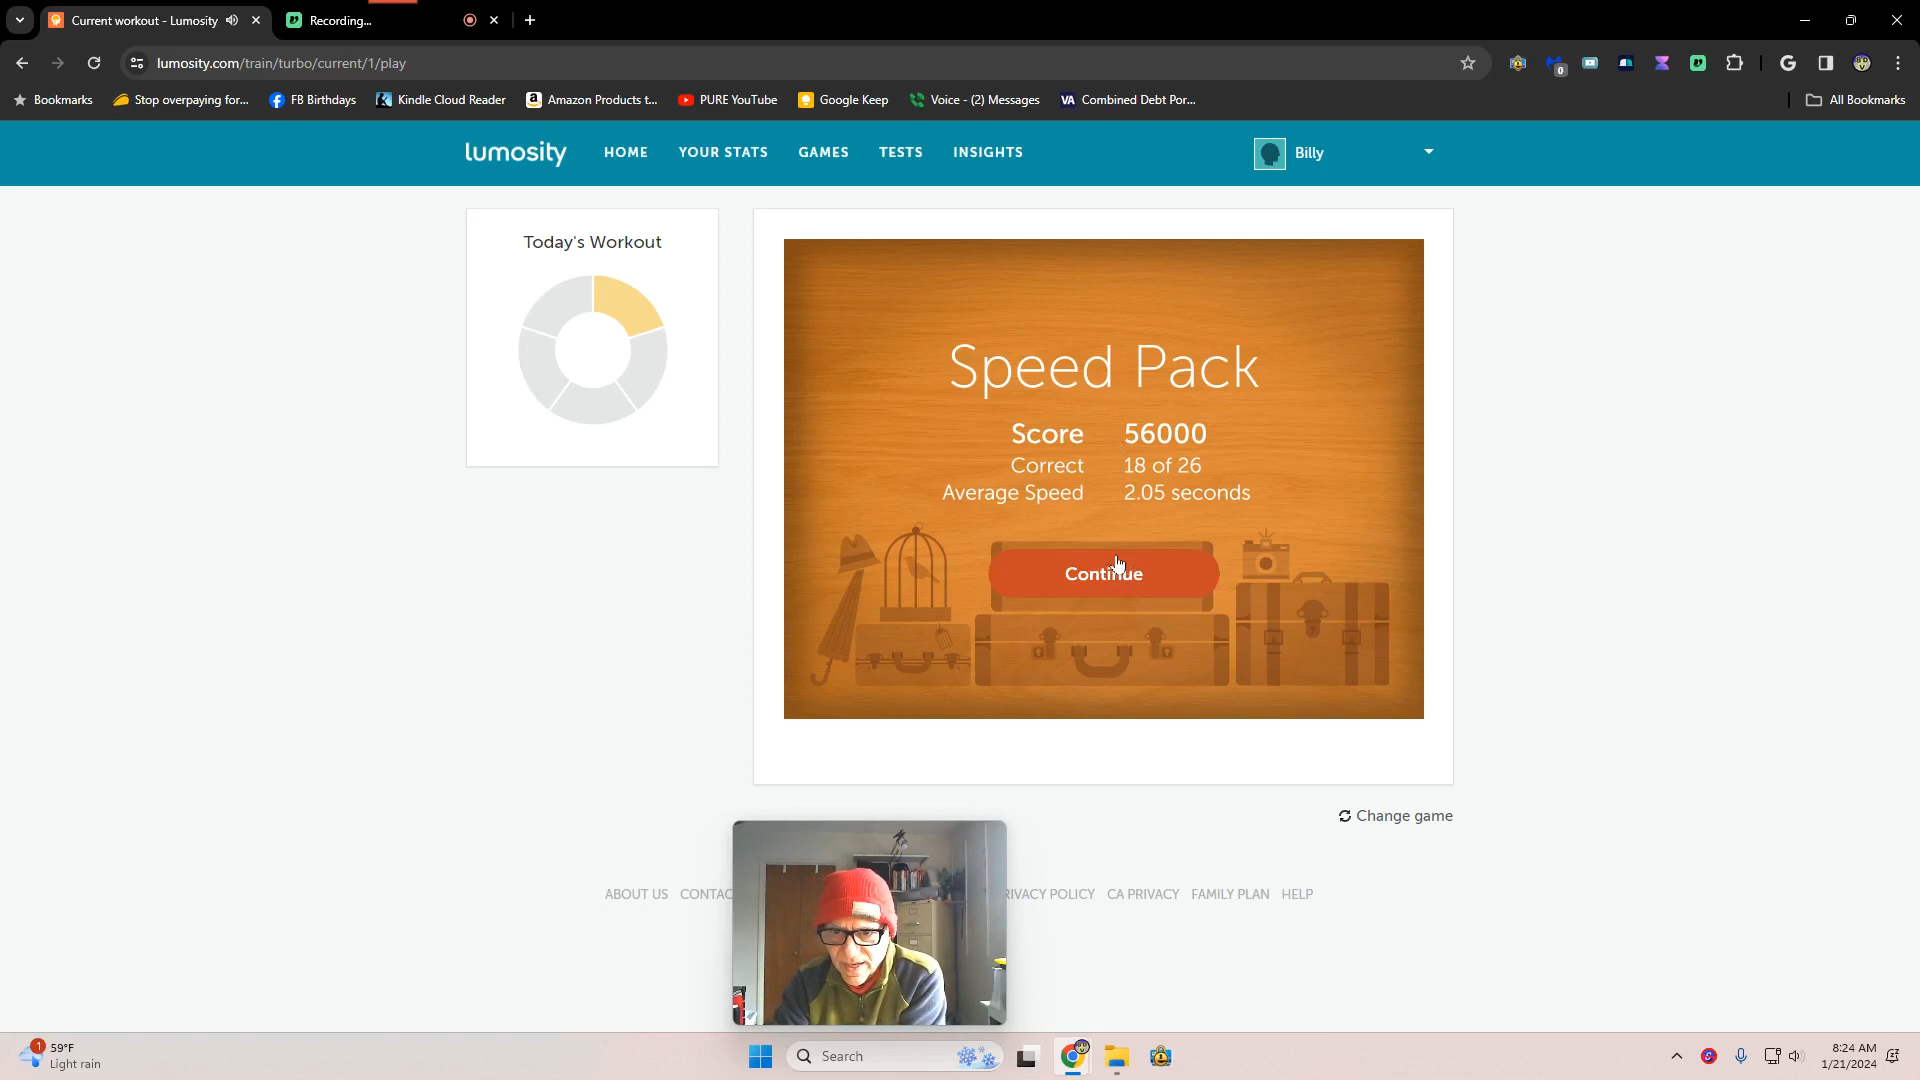 Current workout - Lumosity
Recording...
lumosity.com/train/turbo/current/1/play
0
Bookmarks
Stop overpaying for...
FB Birthdays
Kindle Cloud Reader
Amazon Products t...
PURE YouTube
Google Keep
Voice - (2) Messages
VA Combined Debt Por...
All Bookmarks
lumosity
HOME
YOUR STATS
GAMES
TESTS
INSIGHTS
Billy
Today's Workout
Speed Pack
Score 56000
Correct 18 of 26
Average Speed 2.05 seconds
Continue
Change game
ABOUT US
CONTAC
RIVACY POLICY
CA PRIVACY
FAMILY PLAN
HELP
1
59°F
Light rain
Search
8:24 AM
1/21/2024